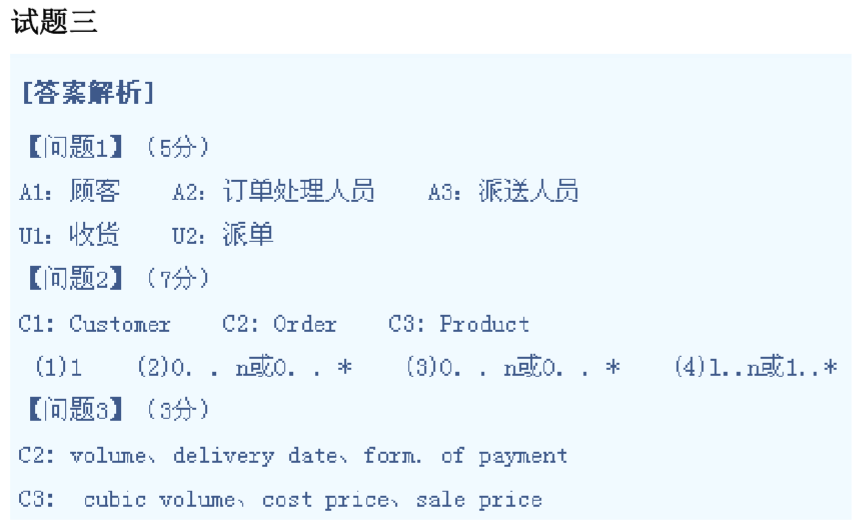 试题三
[答案解析]
【问题1】（5分）
A1: 顾客 A2: 订单处理人员 A3: 派送人员
U1: 收货 U2: 派单
【问题2】（7分）
C1: Customer C2: Order C3: Product
(1)1 (2)0. . n或0. . * (3)0. . n或0. . * (4)1..n或1..*
【问题3】（3分）
C2: volume、delivery date、form. of payment
C3: cubic volume、cost price、sale price